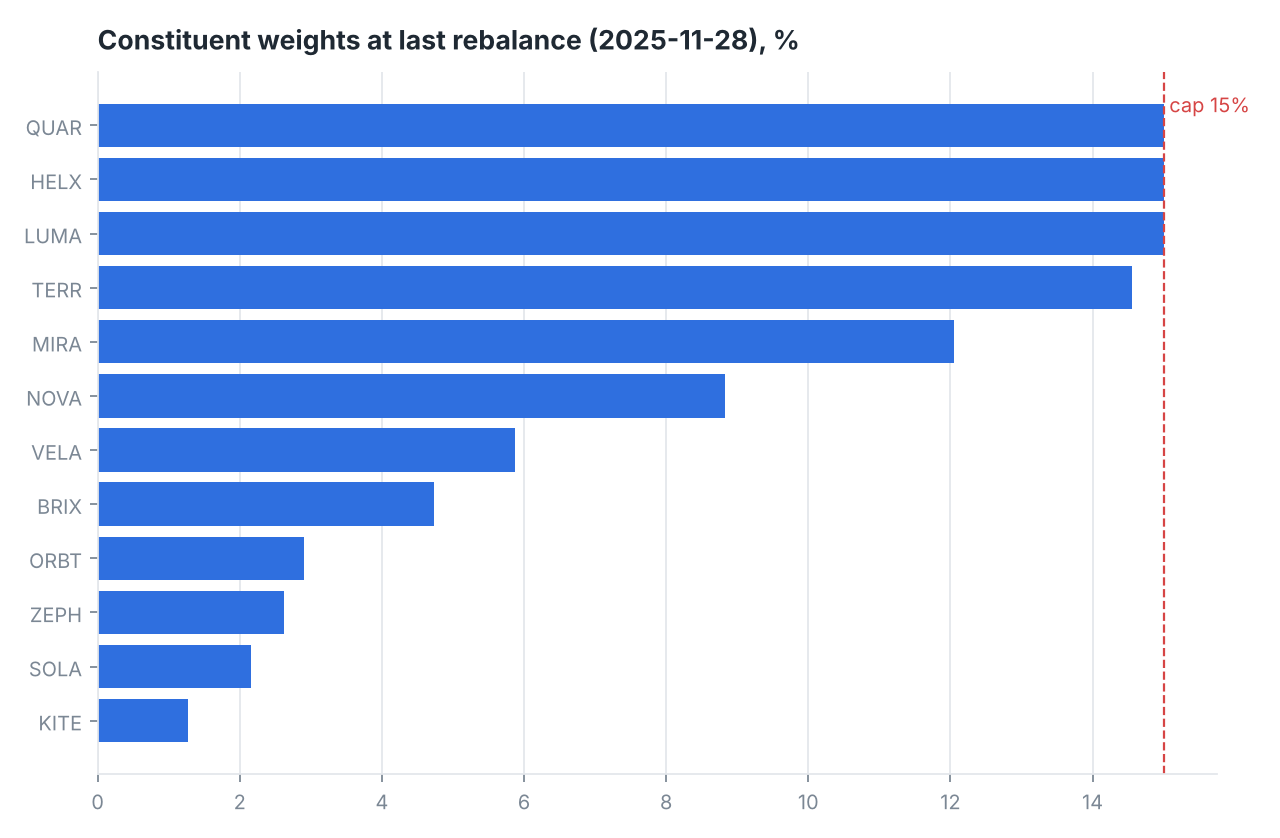 Constituent weights at last rebalance (2025-11-28), %
cap 15%
QUAR
HELX
LUMA
TERR
MIRA
NOVA
VELA
BRIX
ORBT
ZEPH
SOLA
KITE
0 2 4 6 8 10 12 14